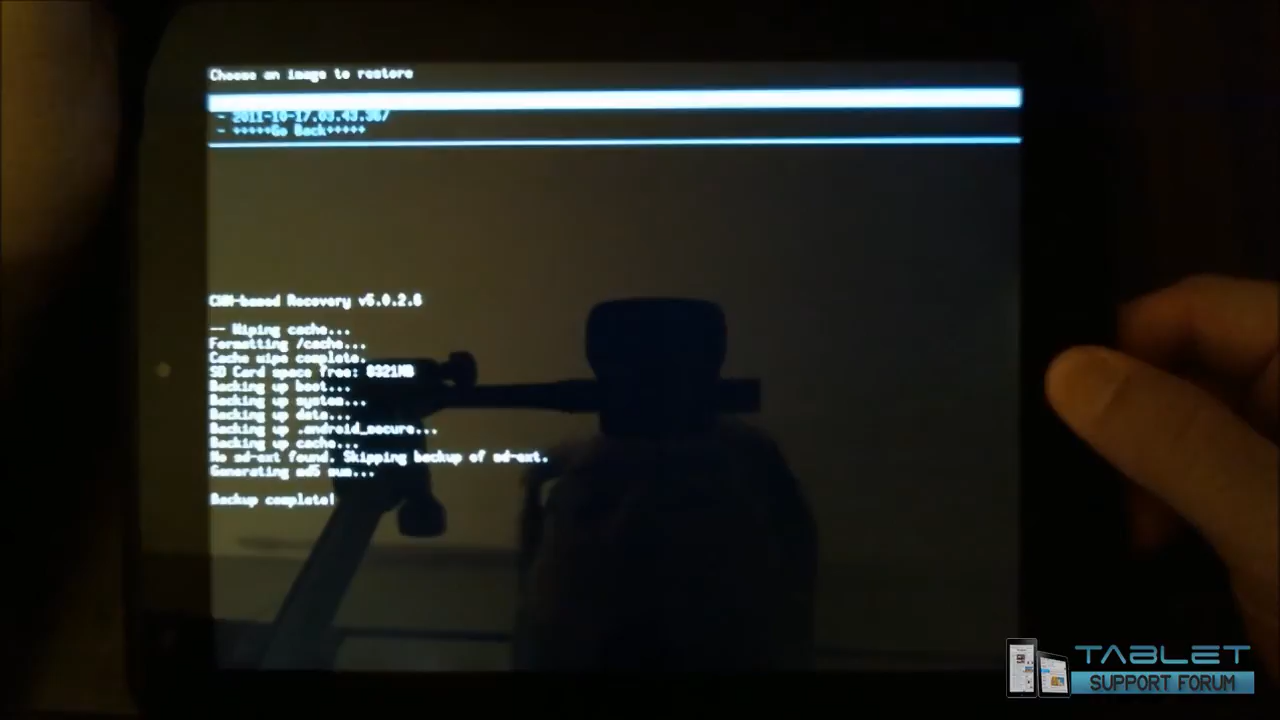 Choose an image to restore
- 2011-10-17.03.43.38/
- +++++Go Back+++++
CWM-based Recovery v5.0.2.6
-- Wiping cache...
Formatting /cache...
Cache wipe complete.
SD Card space free: 8321MB
Backing up boot...
Backing up system...
Backing up data...
Backing up .android_secure...
Backing up cache...
No sd-ext found. Skipping backup of sd-ext.
Generating md5 sum...
Backup complete!
TABLET
SUPPORT FORUM